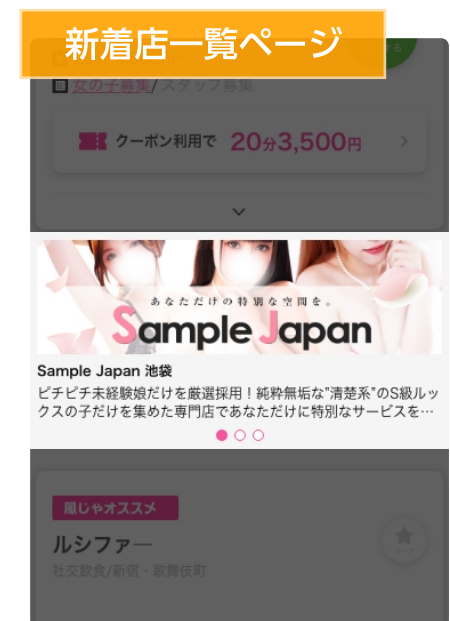 新着店一覧ページ
する
女の子募集/スタッフ募集
クーポン利用で 20分3,500円
あなただけの特別な空間を。
Sample Japan
Sample Japan 池袋
ピチピチ未経験娘だけを厳選採用!純粋無垢な"清楚系"のS級ルッ
クスの子だけを集めた専門店であなただけに特別なサービスを…
風じゃオススメ
ルシファー
社交飲食/新宿・歌舞伎町